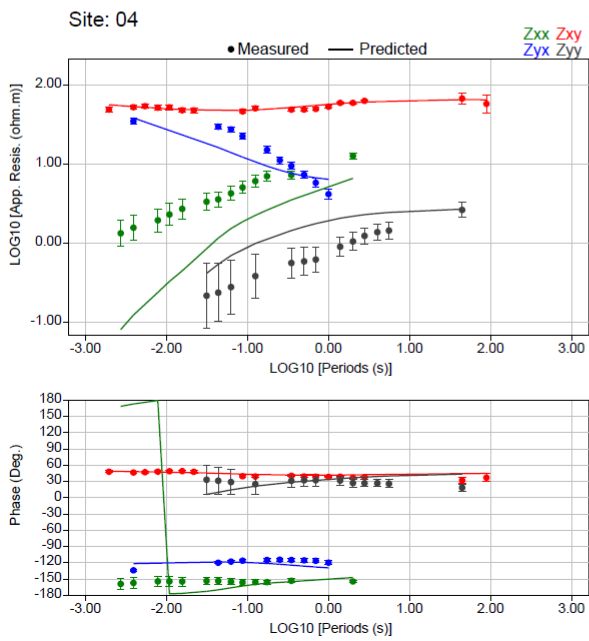 Site: 04
Zxx Zxy
● Measured — Predicted
Zyx Zyy
LOG10 [App. Resis. (ohm.m)]
2.00
1.00
0.00
-1.00
-3.00 -2.00 -1.00 0.00 1.00 2.00 3.00
LOG10 [Periods (s)]
Phase (Deg.)
180
150
120
90
60
30
0
-30
-60
-90
-120
-150
-180
-3.00 -2.00 -1.00 0.00 1.00 2.00 3.00
LOG10 [Periods (s)]